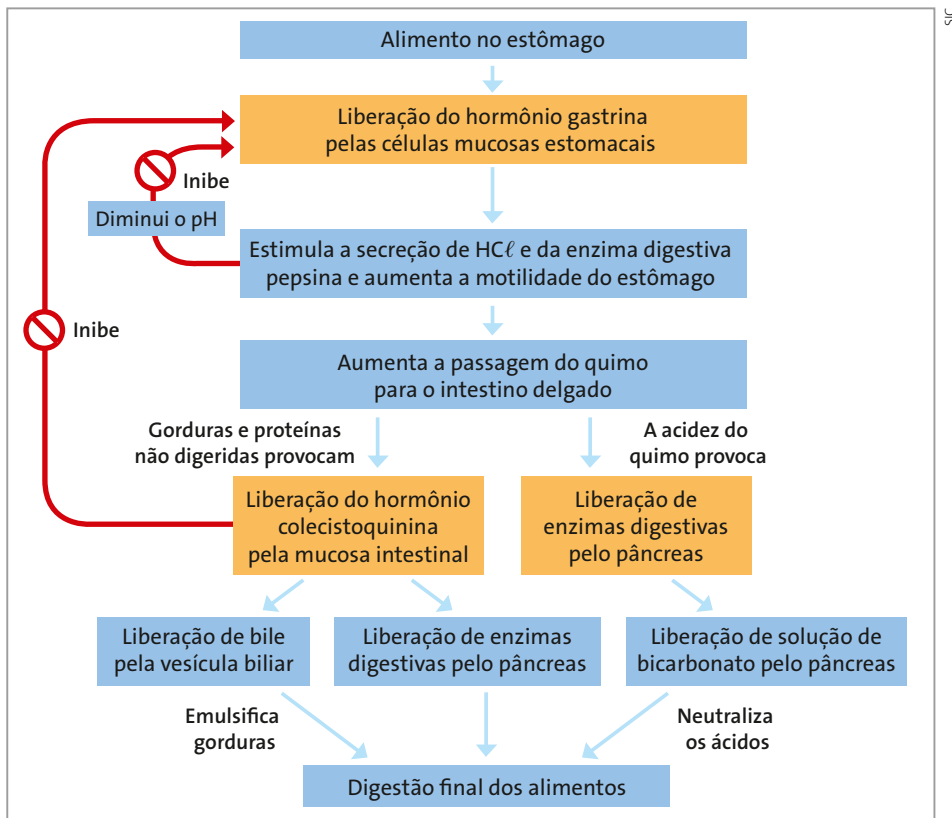 Alimento no estômago
Liberação do hormônio gastrina
pelas células mucosas estomacais
Inibe
Diminui o pH
Estimula a secreção de HCℓ e da enzima digestiva
pepsina e aumenta a motilidade do estômago
Inibe
Aumenta a passagem do quimo
para o intestino delgado
Gorduras e proteínas
não digeridas provocam
A acidez do
quimo provoca
Liberação do hormônio
colecistoquinina
pela mucosa intestinal
Liberação de
enzimas digestivas
pelo pâncreas
Liberação de bile
pela vesícula biliar
Liberação de enzimas
digestivas pelo pâncreas
Liberação de solução de
bicarbonato pelo pâncreas
Emulsifica
gorduras
Neutraliza
os ácidos
Digestão final dos alimentos